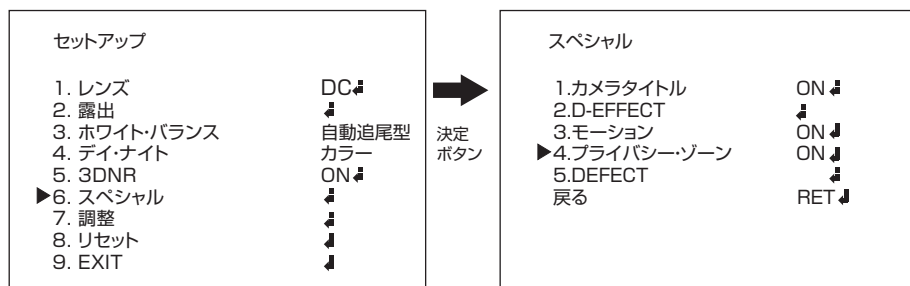 セットアップ
1. レンズ DC↲
2. 露出 ↲
3. ホワイト・バランス 自動追尾型
4. デイ・ナイト カラー
5. 3DNR ON↲
▶6. スペシャル ↲
7. 調整 ↲
8. リセット ↲
9. EXIT ↲
決定
ボタン
スペシャル
1.カメラタイトル ON↲
2.D-EFFECT ↲
3.モーション ON↲
▶4.プライバシー・ゾーン ON↲
5.DEFECT ↲
戻る RET↲